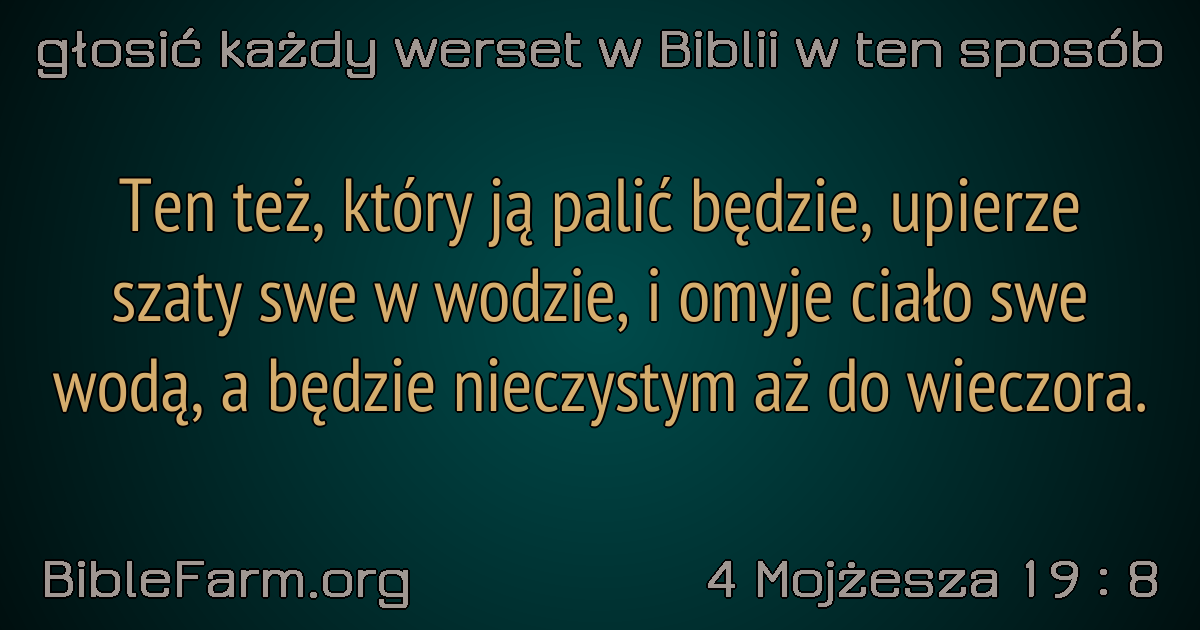 głosić każdy werset w Biblii w ten sposób
Ten też, który ją palić będzie, upierze
szaty swe w wodzie, i omyje ciało swe
wodą, a będzie nieczystym aż do wieczora.
BibleFarm.org
4 Mojżesza 19 : 8